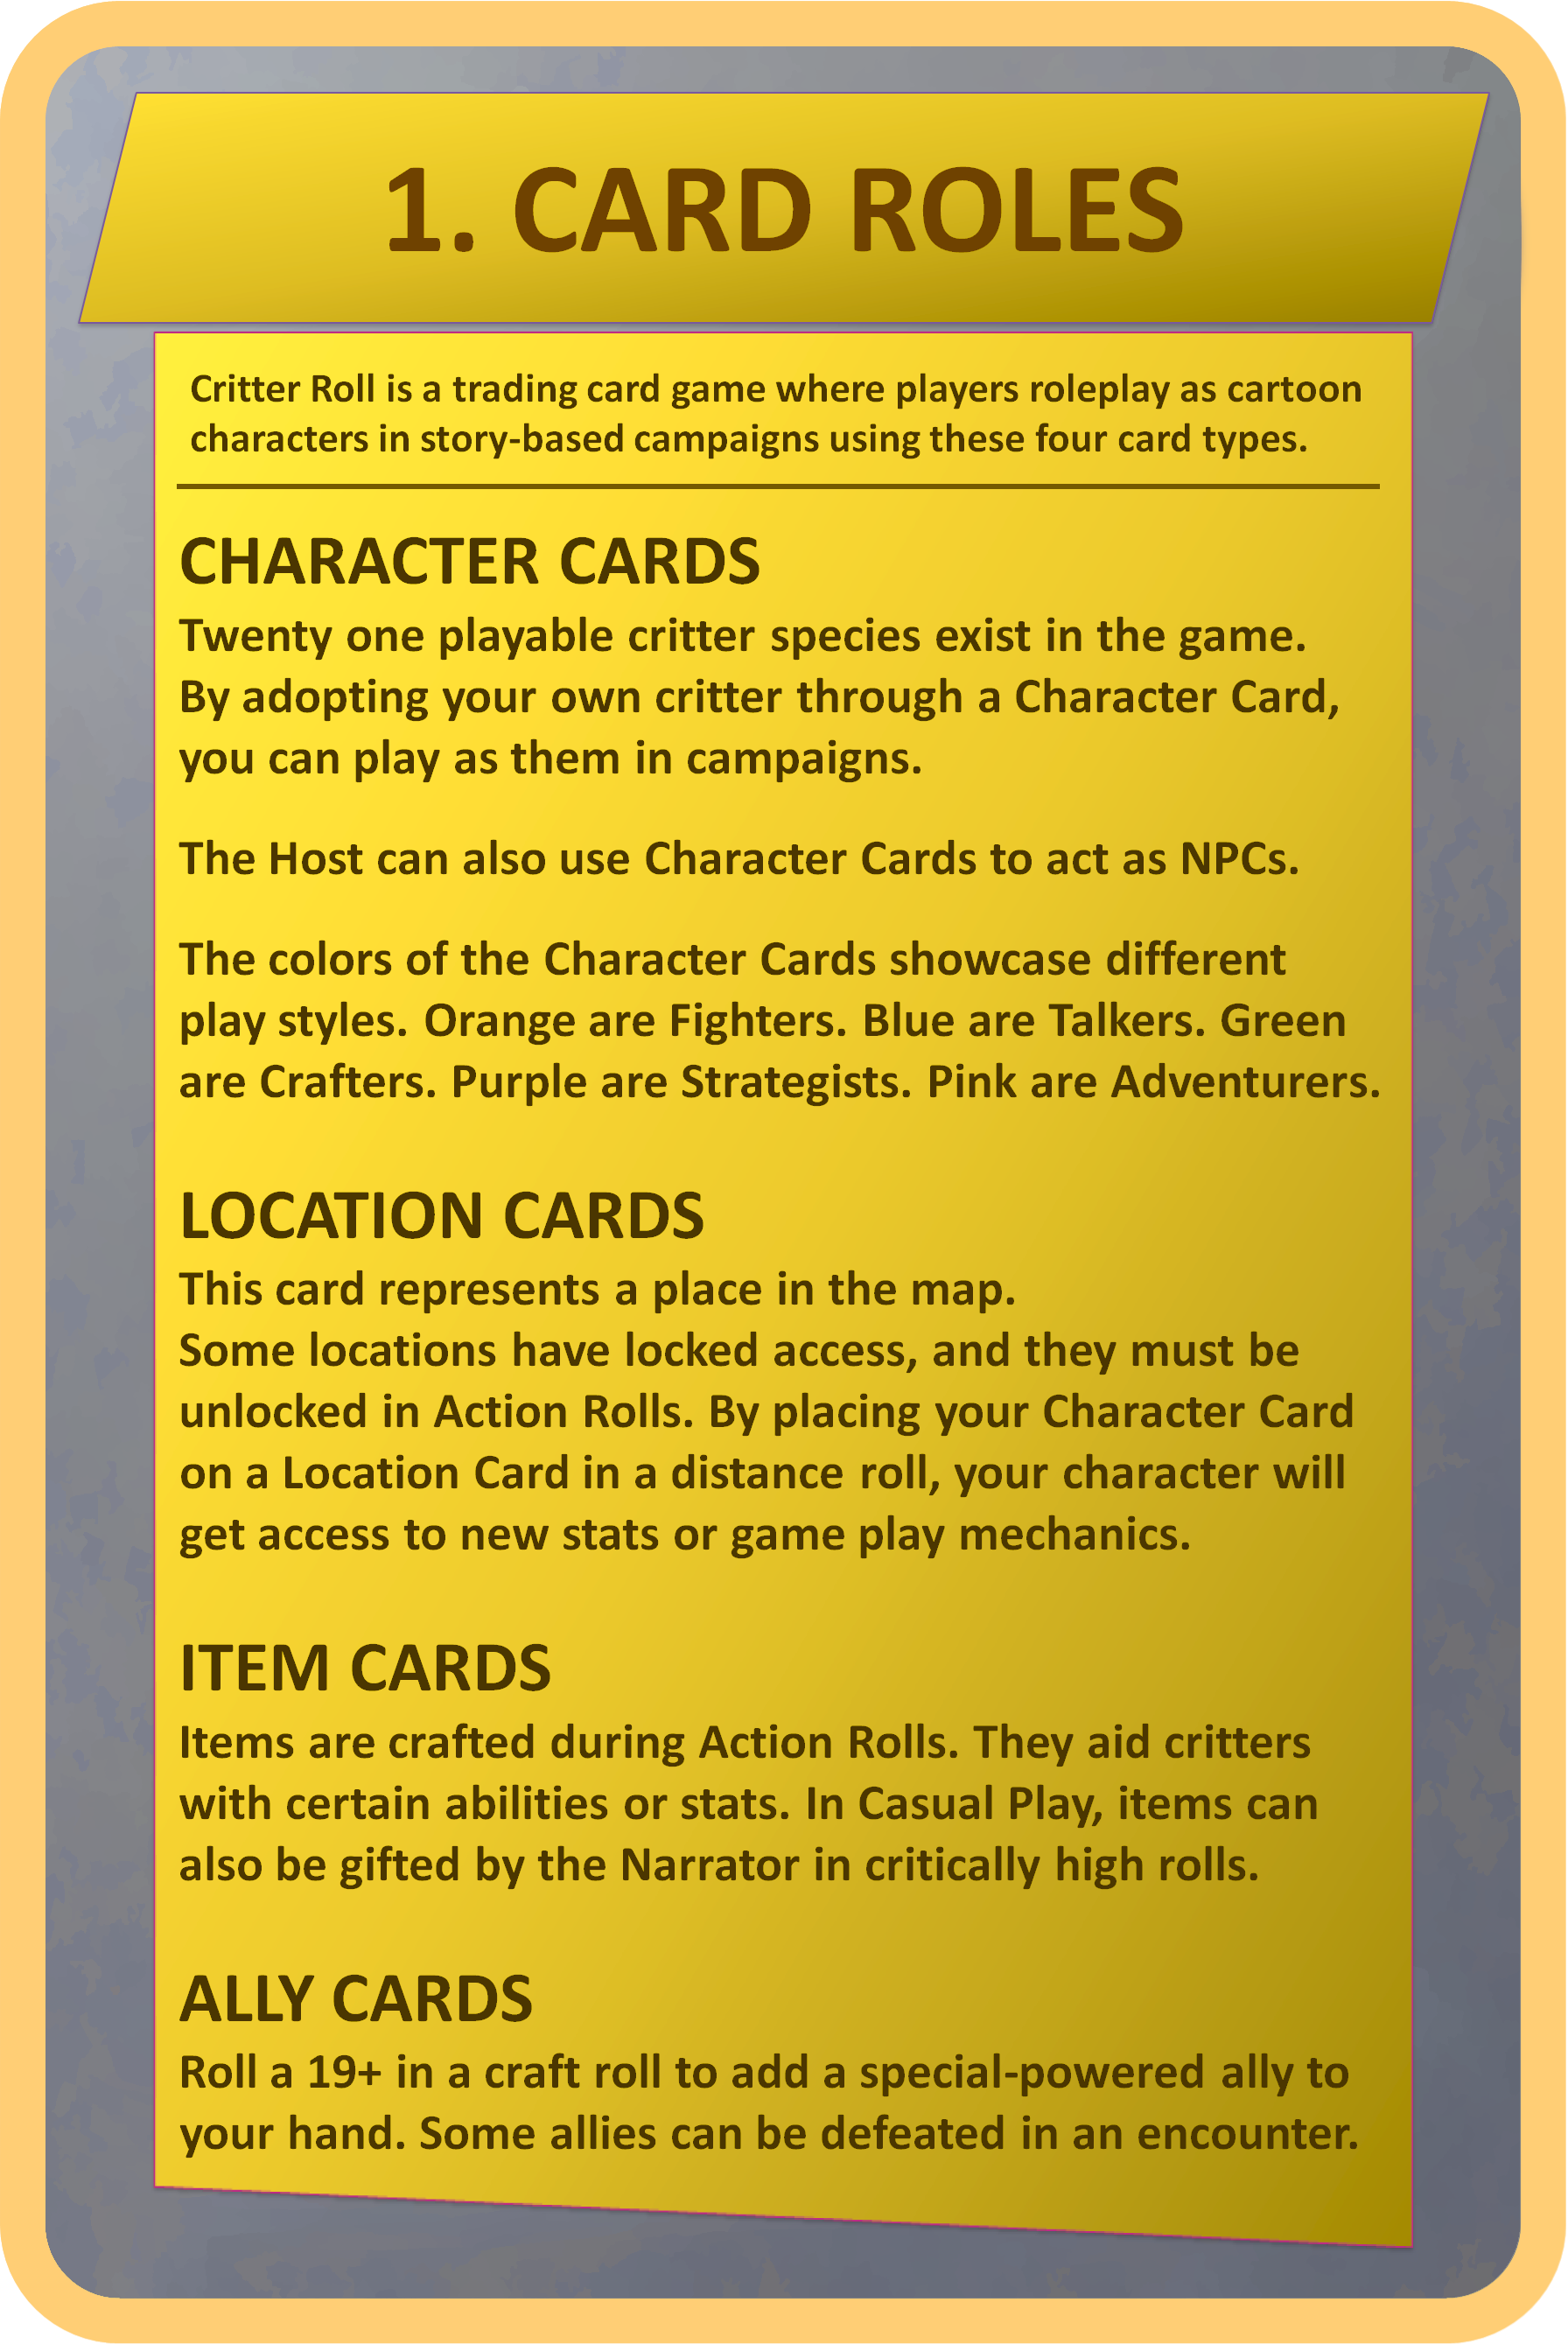 1. CARD ROLES
Critter Roll is a trading card game where players roleplay as cartoon
characters in story-based campaigns using these four card types.
CHARACTER CARDS
Twenty one playable critter species exist in the game.
By adopting your own critter through a Character Card,
you can play as them in campaigns.
The Host can also use Character Cards to act as NPCs.
The colors of the Character Cards showcase different
play styles. Orange are Fighters. Blue are Talkers. Green
are Crafters. Purple are Strategists. Pink are Adventurers.
LOCATION CARDS
This card represents a place in the map.
Some locations have locked access, and they must be
unlocked in Action Rolls. By placing your Character Card
on a Location Card in a distance roll, your character will
get access to new stats or game play mechanics.
ITEM CARDS
Items are crafted during Action Rolls. They aid critters
with certain abilities or stats. In Casual Play, items can
also be gifted by the Narrator in critically high rolls.
ALLY CARDS
Roll a 19+ in a craft roll to add a special-powered ally to
your hand. Some allies can be defeated in an encounter.